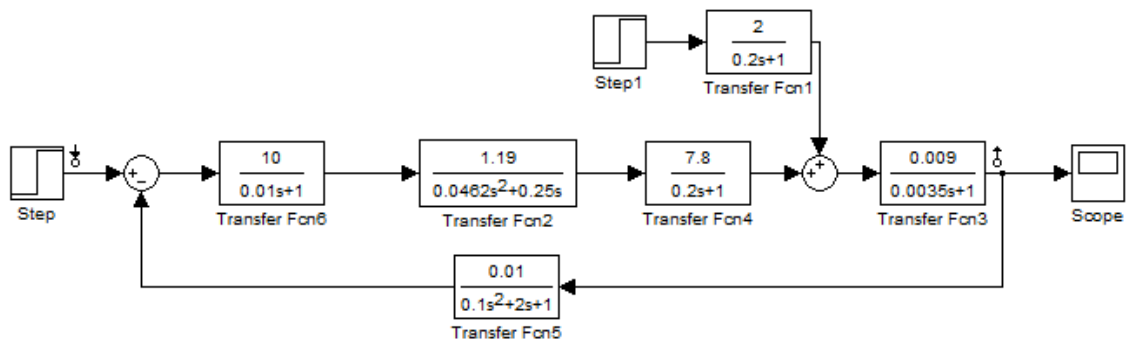 2
0.2s+1
Step1
Transfer Fcn1
+
−
+
+
10
0.01s+1
1.19
0.0462s²+0.25s
7.8
0.2s+1
0.009
0.0035s+1
Step
Transfer Fcn6
Transfer Fcn2
Transfer Fcn4
Transfer Fcn3
Scope
0.01
0.1s²+2s+1
Transfer Fcn5